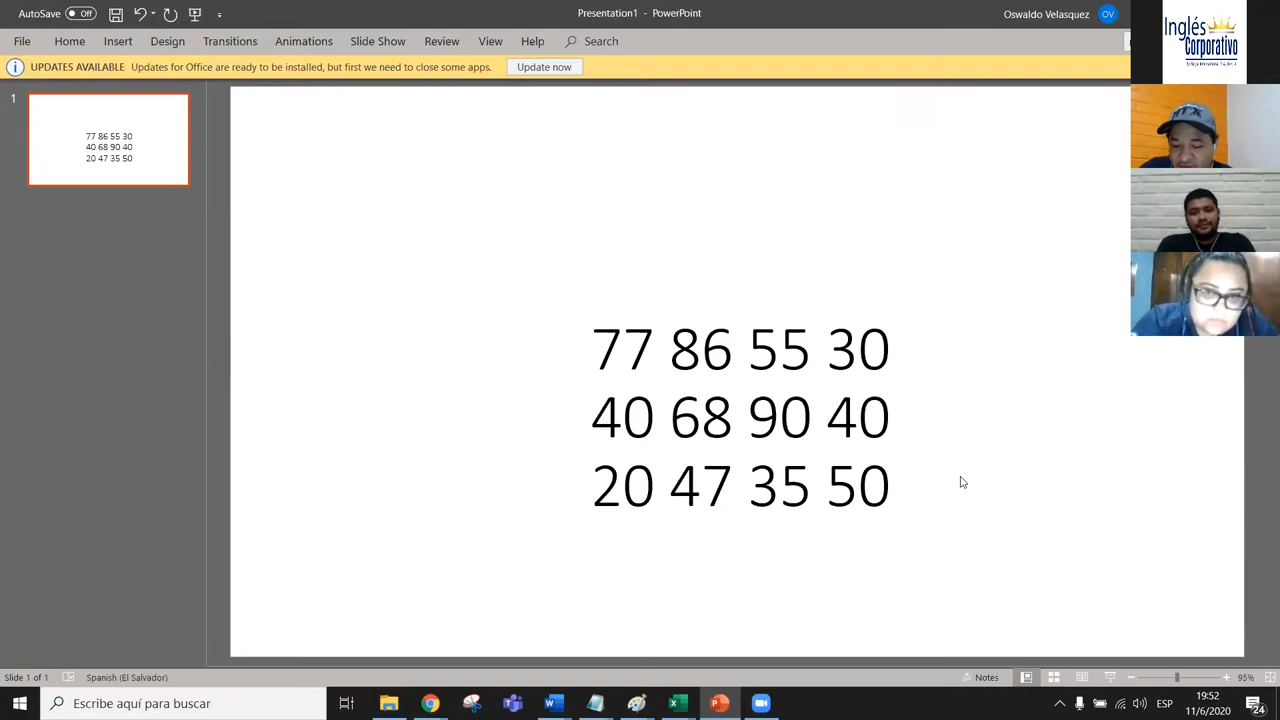 AutoSave Off Presentation1 - PowerPoint Oswaldo Velasquez OV
File Home Insert Design Transitions Animations Slide Show Review View Help Search
UPDATES AVAILABLE Updates for Office are ready to be installed, but first we need to close some apps. Update now
Inglés
Corporativo
1
77 86 55 30
40 68 90 40
20 47 35 50
77 86 55 30
40 68 90 40
20 47 35 50
Slide 1 of 1 Spanish (El Salvador) Notes 95%
Escribe aquí para buscar ESP 19:52
11/6/2020 24